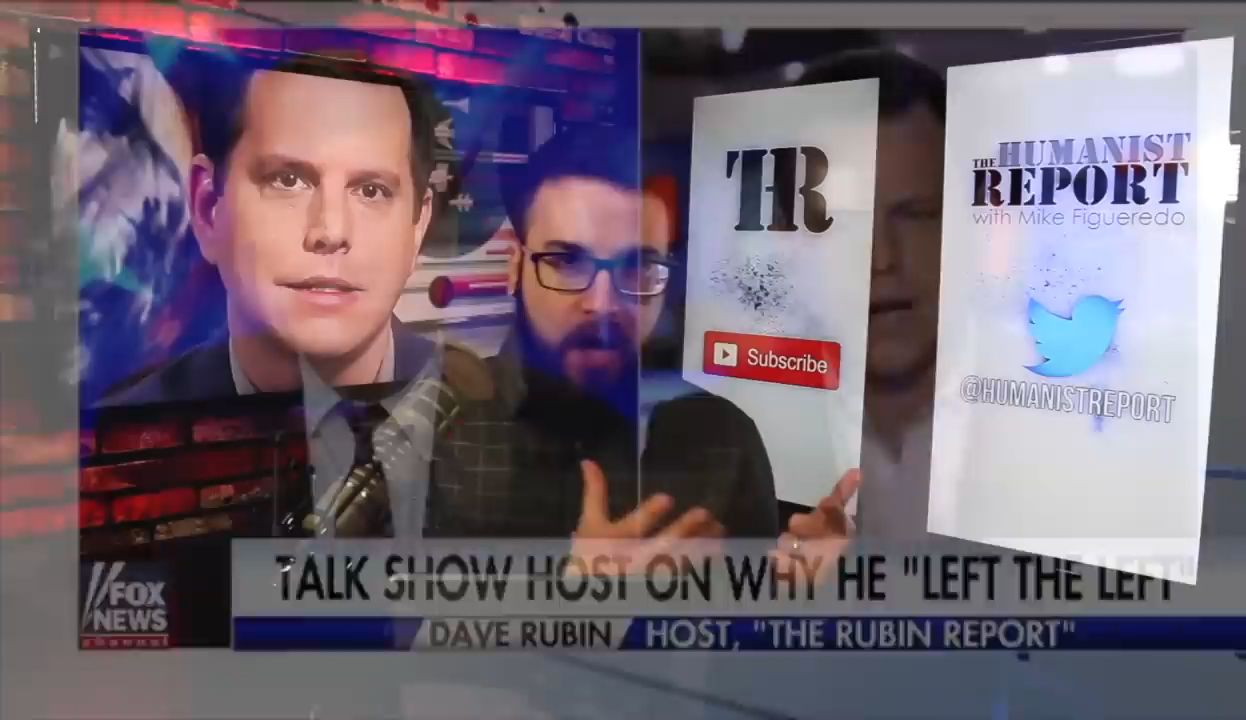 THR
Subscribe
THE HUMANIST
REPORT
with Mike Figueredo
@HUMANISTREPORT
TALK SHOW HOST ON WHY HE "LEFT THE LEFT"
FOX
NEWS
channel
DAVE RUBIN / HOST, "THE RUBIN REPORT"